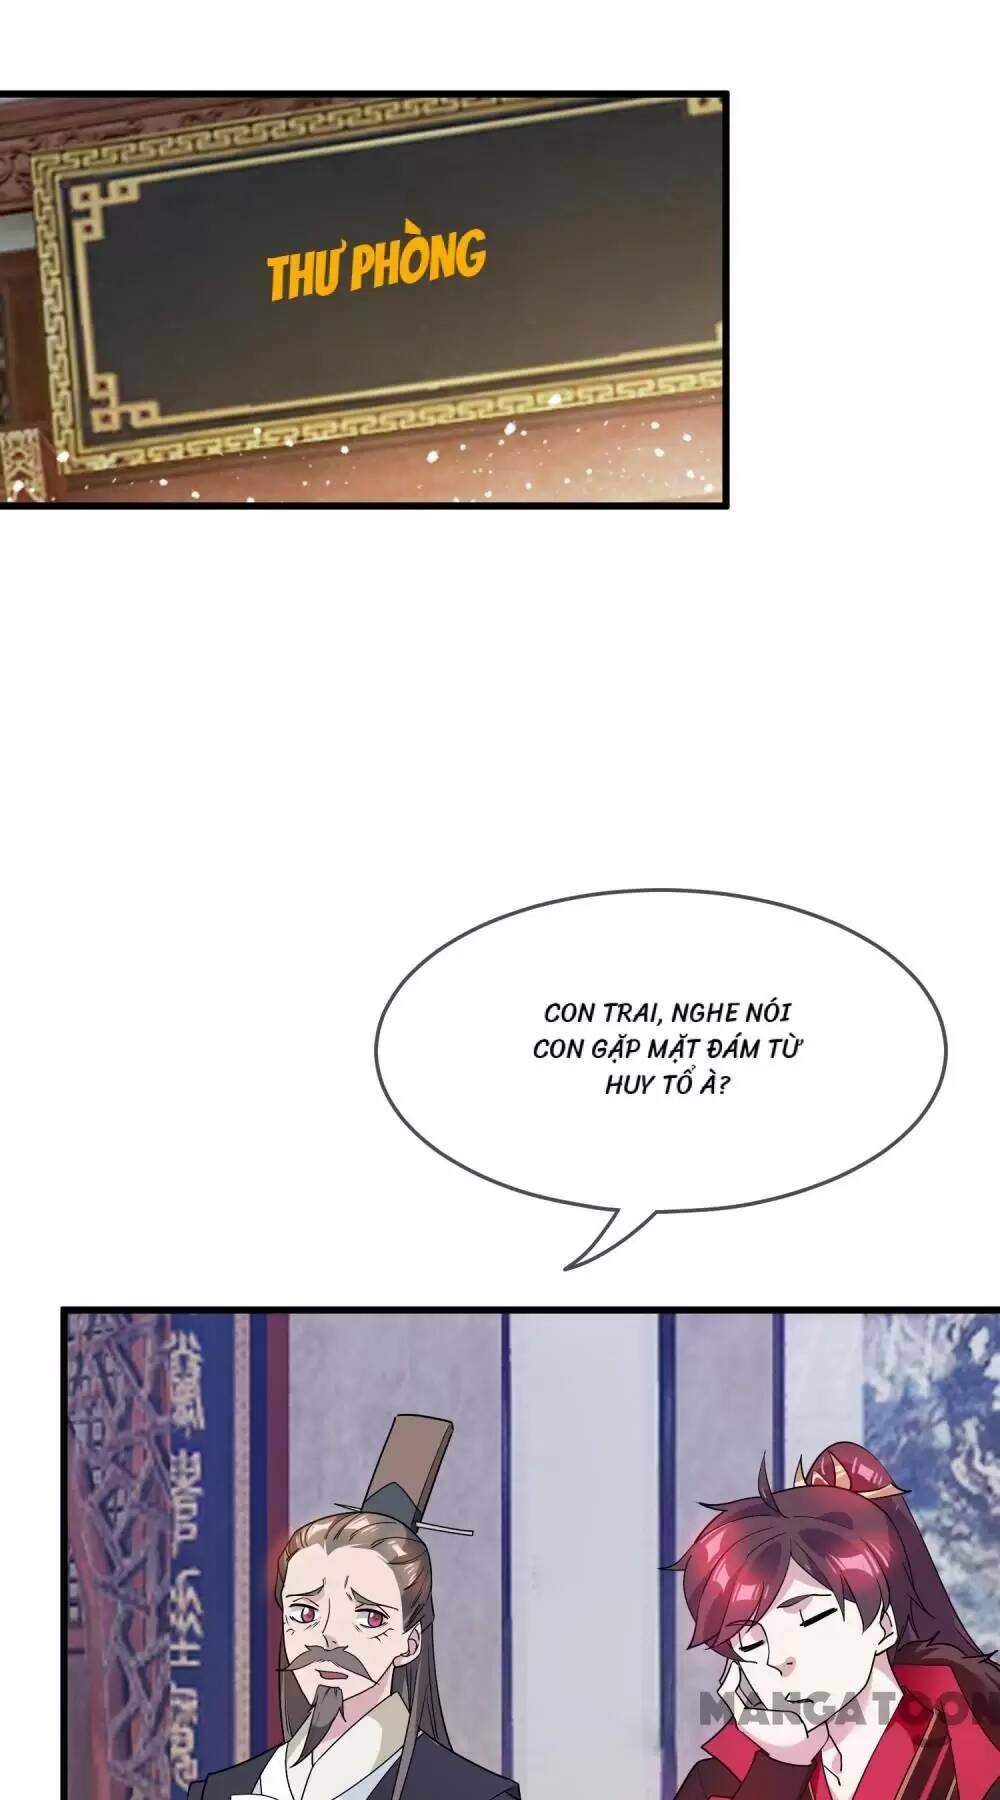 THƯ PHÒNG
CON TRAI, NGHE NÓI
CON GẶP MẶT ĐÁM TỪ
HUY TỔ À?
MANGATOON